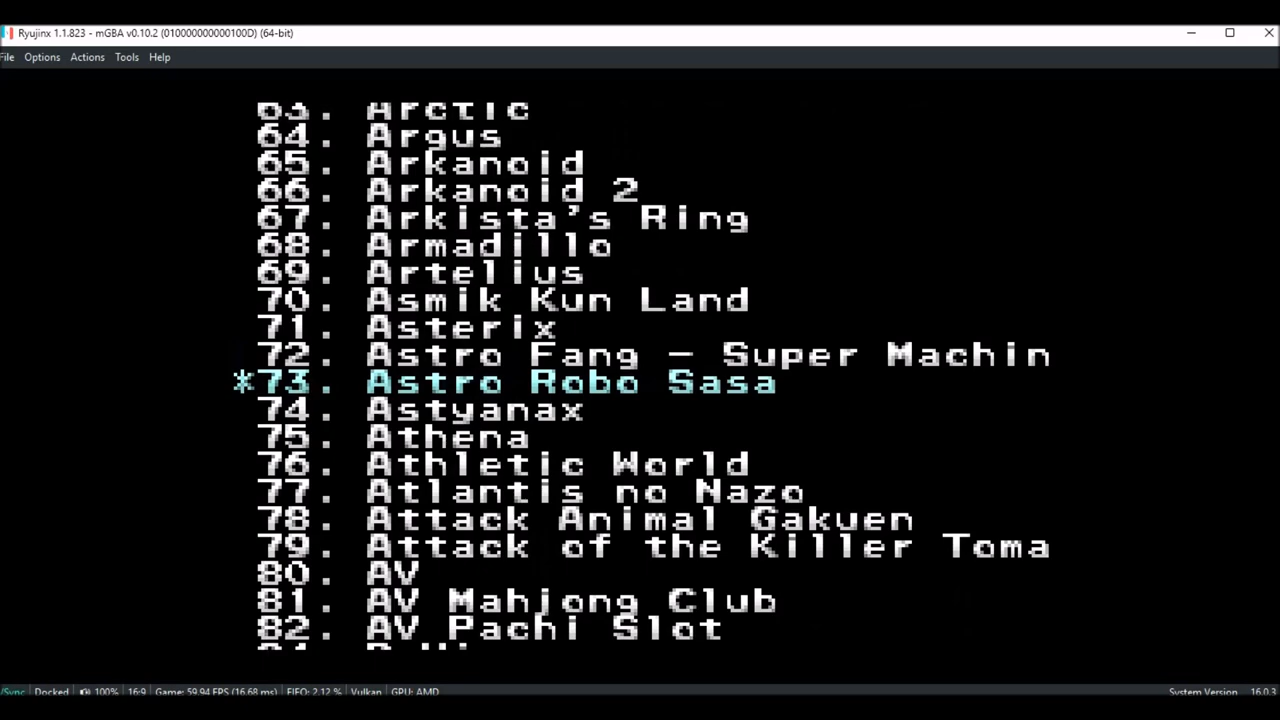 Ryujinx 1.1.823 - mGBA v0.10.2 (010000000000100D) (64-bit)
File Options Actions Tools Help
63. Arctic
64. Argus
65. Arkanoid
66. Arkanoid 2
67. Arkista's Ring
68. Armadillo
69. Artelius
70. Asmik Kun Land
71. Asterix
72. Astro Fang - Super Machin
*73. Astro Robo Sasa
74. Astyanax
75. Athena
76. Athletic World
77. Atlantis no Nazo
78. Attack Animal Gakuen
79. Attack of the Killer Toma
80. AV
81. AV Mahjong Club
82. AV Pachi Slot
/Sync Docked 100% 16:9 Game: 59.94 FPS (16.68 ms) FIFO: 2.12 % Vulkan GPU: AMD System Version 16.0.3